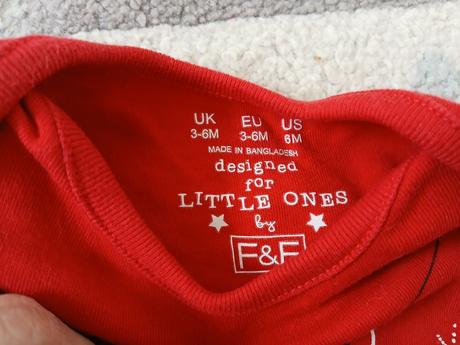 UK EU US
3-6M 3-6M 6M
MADE IN BANGLADESH
designed
for
LITTLE ONES
by
F&F